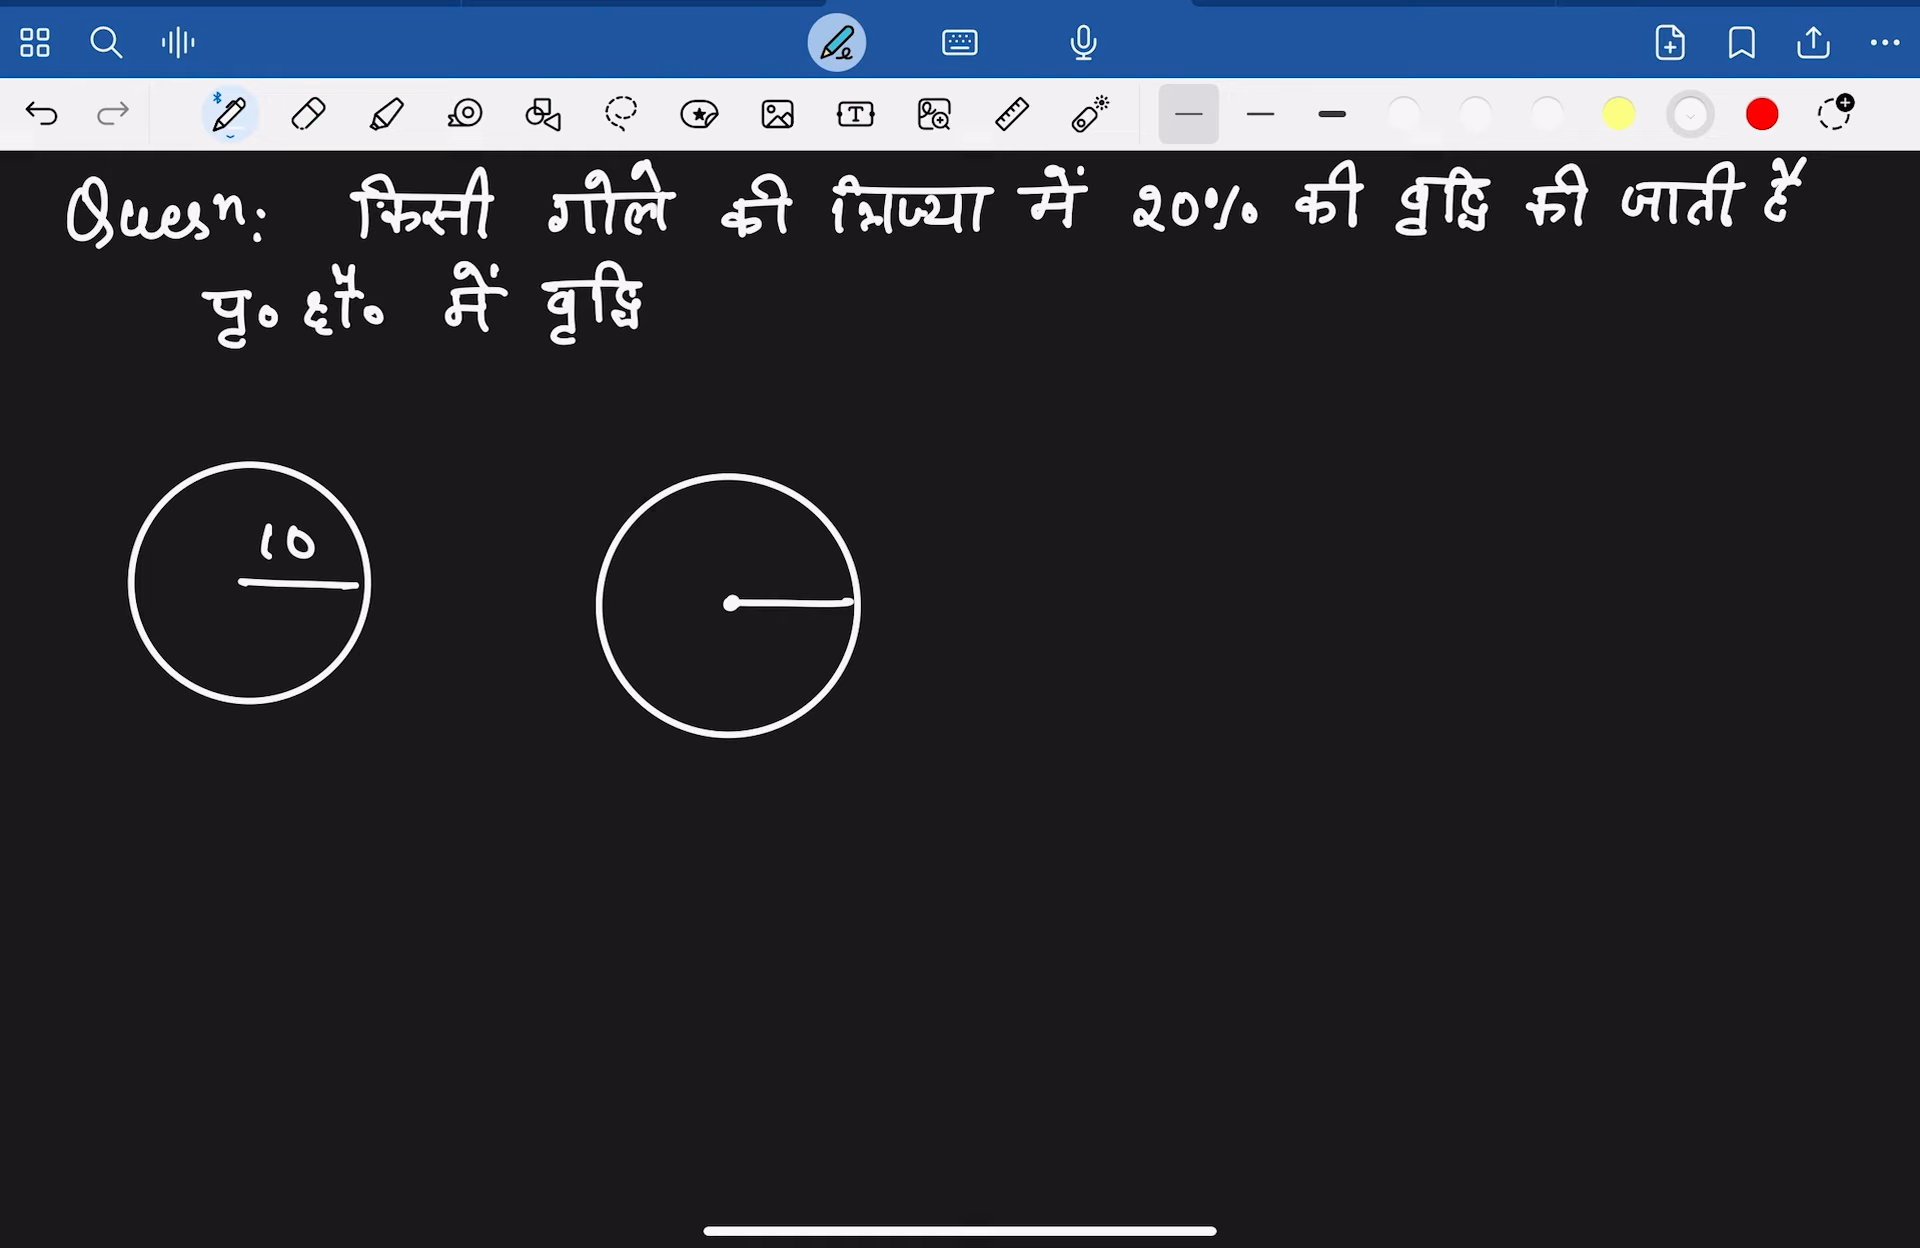 Quesⁿ: किसी गोले की त्रिज्या में 20% की वृद्धि की जाती है
पृ० क्षै० में वृद्धि
10